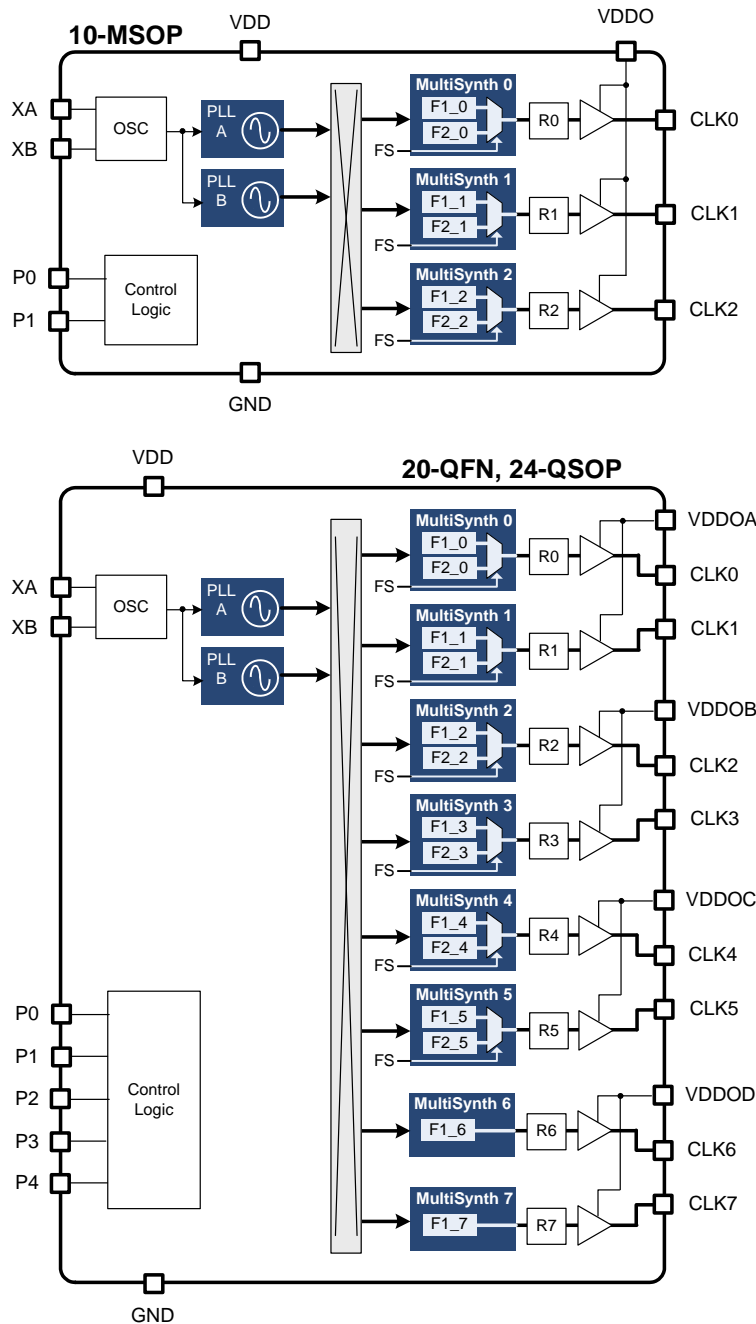 10-MSOP
VDD
VDDO
XA
XB
OSC
PLL
A
PLL
B
P0
P1
Control
Logic
MultiSynth 0
F1_0
F2_0
FS
R0
CLK0
MultiSynth 1
F1_1
F2_1
FS
R1
CLK1
MultiSynth 2
F1_2
F2_2
FS
R2
CLK2
GND
VDD
20-QFN, 24-QSOP
XA
XB
OSC
PLL
A
PLL
B
MultiSynth 0
F1_0
F2_0
FS
R0
VDDOA
CLK0
MultiSynth 1
F1_1
F2_1
FS
R1
CLK1
MultiSynth 2
F1_2
F2_2
FS
R2
VDDOB
CLK2
MultiSynth 3
F1_3
F2_3
FS
R3
CLK3
MultiSynth 4
F1_4
F2_4
FS
R4
VDDOC
CLK4
MultiSynth 5
F1_5
F2_5
FS
R5
CLK5
P0
P1
P2
P3
P4
Control
Logic
MultiSynth 6
F1_6
R6
VDDOD
CLK6
MultiSynth 7
F1_7
R7
CLK7
GND